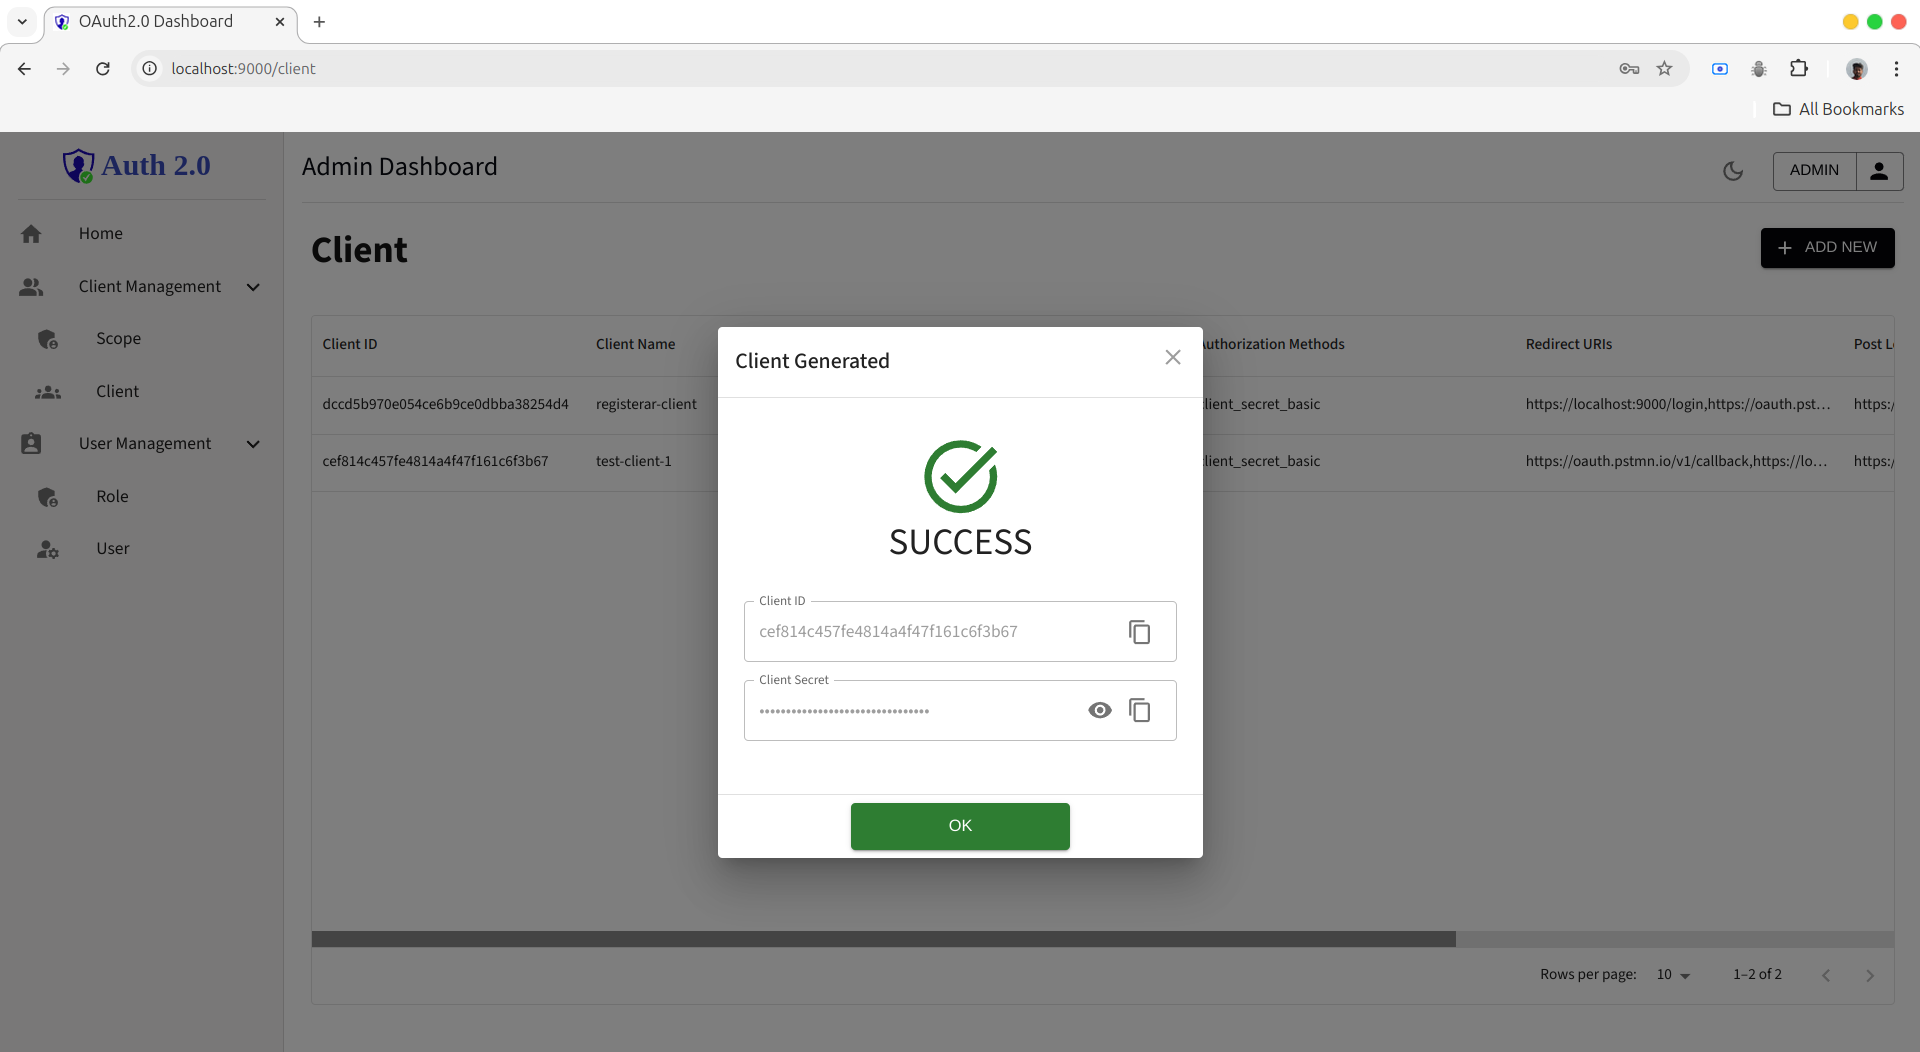 OAuth2.0 Dashboard
localhost:9000/client
All Bookmarks
Auth 2.0
Admin Dashboard
ADMIN
Home
Client Management
Scope
Client
User Management
Role
User
Client
ADD NEW
Client ID Client Name Authorization Methods Redirect URIs Post L
dccd5b970e054ce6b9ce0dbba38254d4 registerar-client client_secret_basic https://localhost:9000/login,https://oauth.pst... https:/
cef814c457fe4814a4f47f161c6f3b67 test-client-1 client_secret_basic https://oauth.pstmn.io/v1/callback,https://lo... https:/
Client Generated
SUCCESS
Client ID
cef814c457fe4814a4f47f161c6f3b67
Client Secret
••••••••••••••••••••••••••••••••
OK
Rows per page: 10 1–2 of 2